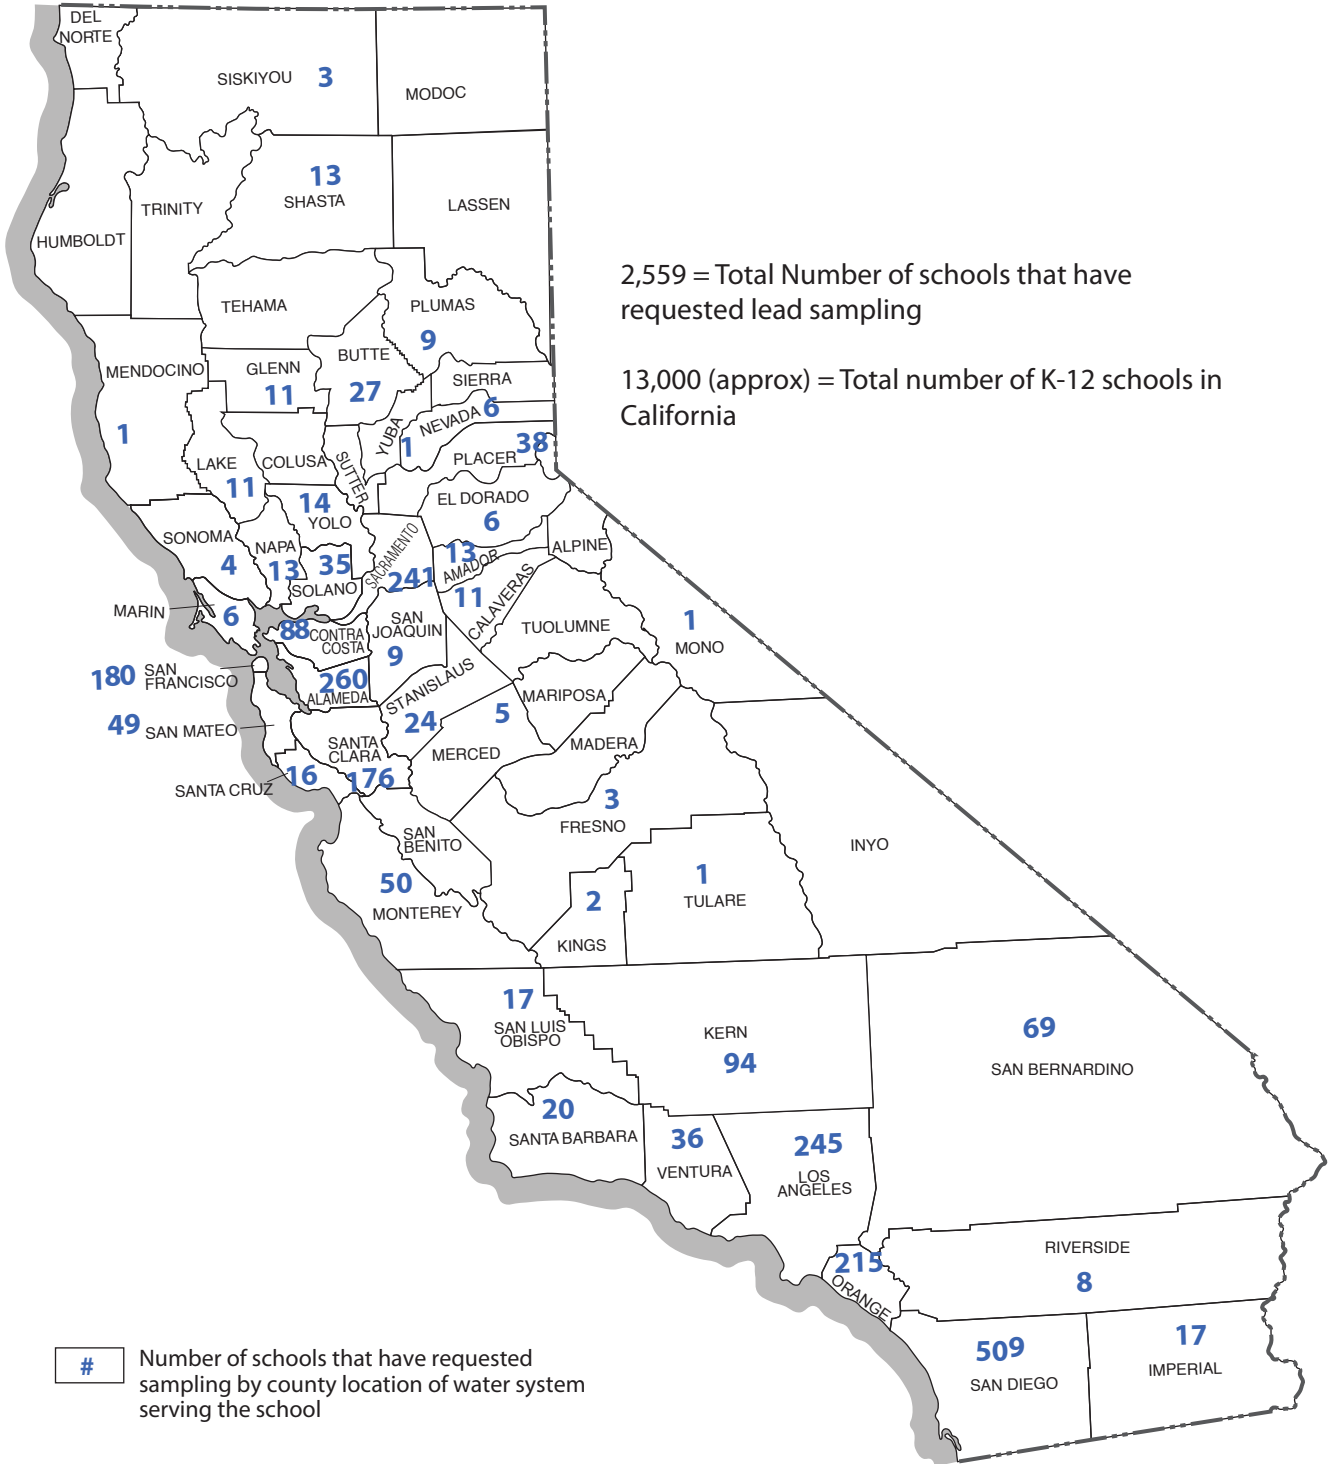 DEL
NORTE
SISKIYOU 3
MODOC
13
SHASTA
TRINITY
LASSEN
HUMBOLDT
2,559 = Total Number of schools that have
requested lead sampling
TEHAMA
PLUMAS
9
13,000 (approx) = Total number of K-12 schools in
California
MENDOCINO
1
GLENN
11
BUTTE
27
SIERRA
NEVADA 6
YUBA
1
38
PLACER
LAKE
11
COLUSA
SUTTER
14
YOLO
EL DORADO
6
SONOMA
4
NAPA
13
35
SOLANO
SACRAMENTO
241
13
AMADOR
ALPINE
11
CALAVERAS
MARIN
6
88
CONTRA
COSTA
SAN
JOAQUIN
9
TUOLUMNE
1
MONO
180 SAN
FRANCISCO
260
ALAMEDA
STANISLAUS
24
5
MERCED
MARIPOSA
49 SAN MATEO
SANTA
CLARA
176
MADERA
SANTA CRUZ
16
3
FRESNO
SAN
BENITO
INYO
50
MONTEREY
2
KINGS
1
TULARE
17
SAN LUIS
OBISPO
KERN
94
69
SAN BERNARDINO
20
SANTA BARBARA
36
VENTURA
245
LOS
ANGELES
215
ORANGE
RIVERSIDE
8
509
SAN DIEGO
17
IMPERIAL
# Number of schools that have requested
sampling by county location of water system
serving the school